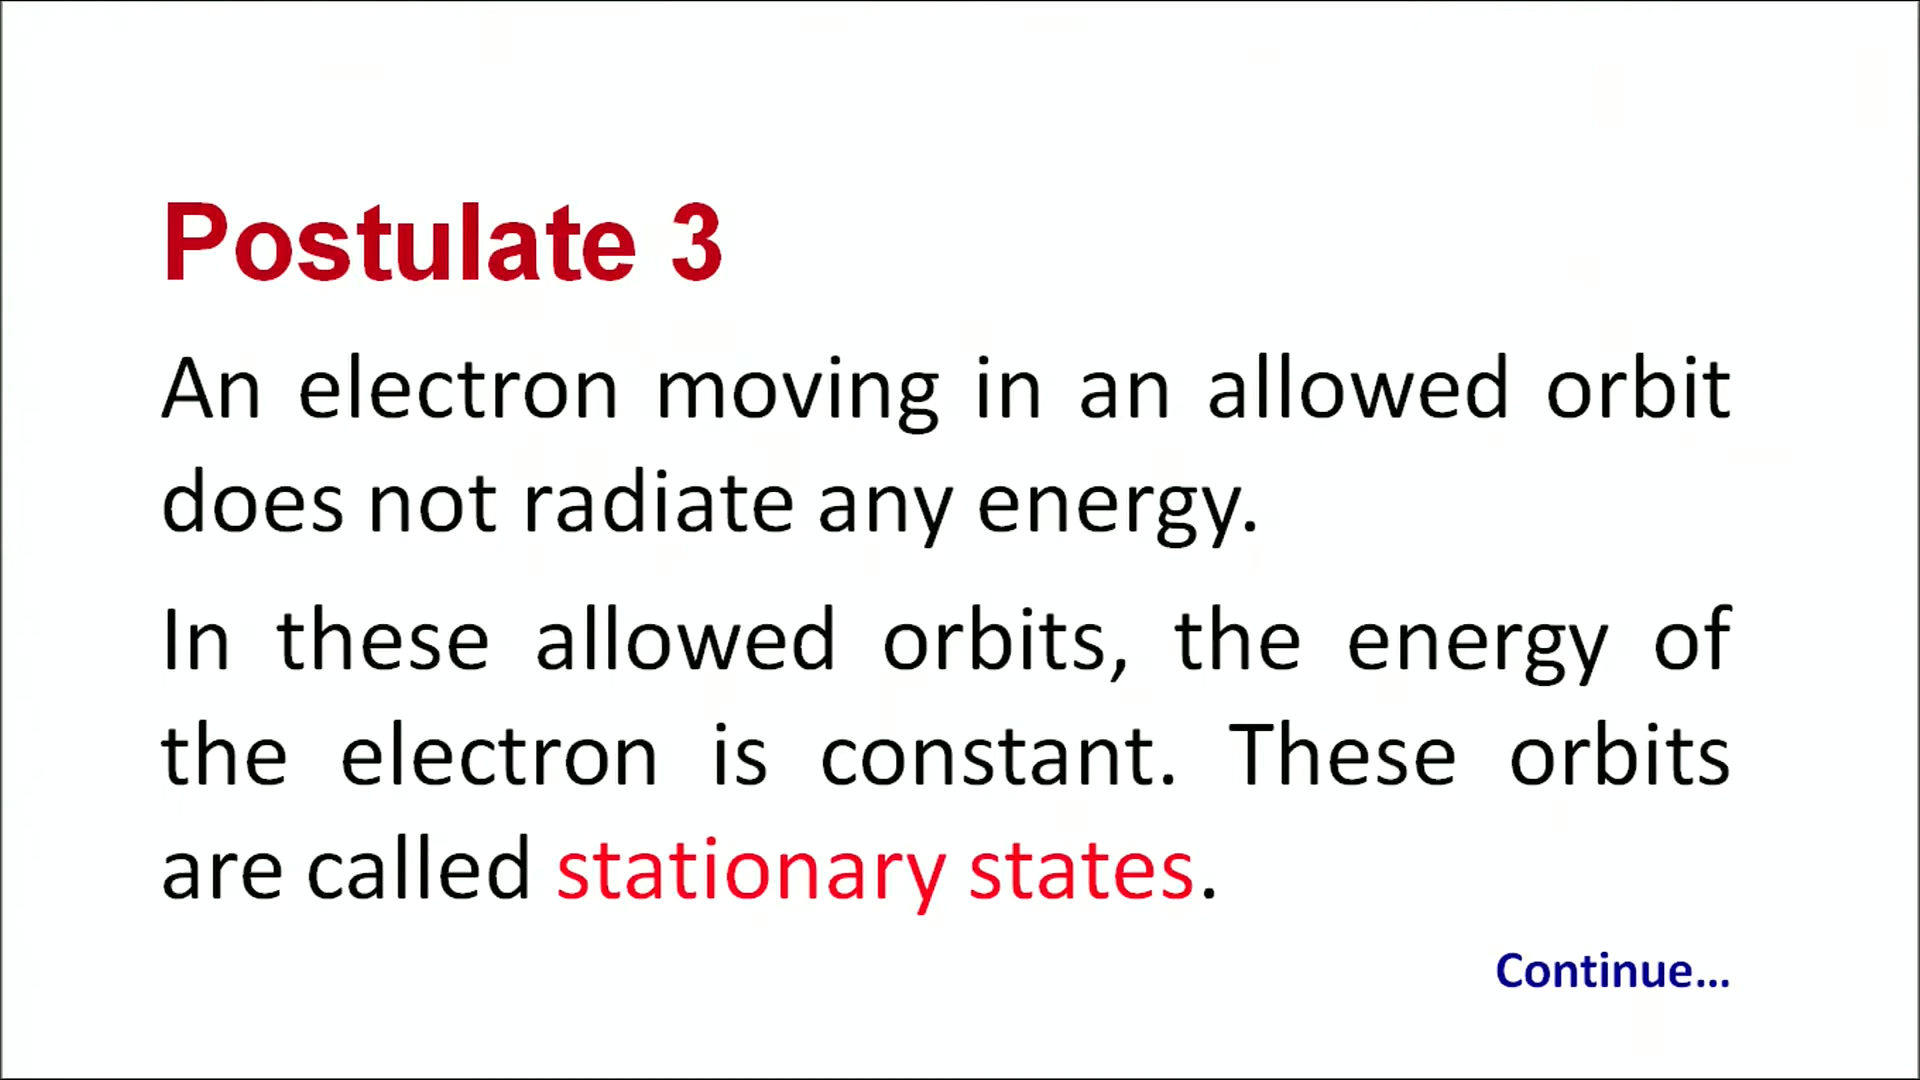 Postulate 3
An electron moving in an allowed orbit
does not radiate any energy.
In these allowed orbits, the energy of
the electron is constant. These orbits
are called stationary states.
Continue...